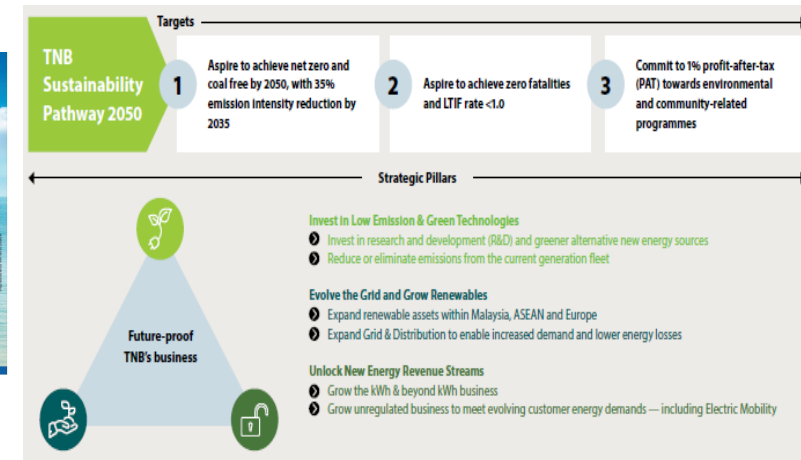 Targets
TNB
Sustainability
Pathway 2050
1
Aspire to achieve net zero and
coal free by 2050, with 35%
emission intensity reduction by
2035
2
Aspire to achieve zero fatalities
and LTIF rate <1.0
3
Commit to 1% profit-after-tax
(PAT) towards environmental
and community-related
programmes
Strategic Pillars
Future-proof
TNB's business
Invest in Low Emission & Green Technologies
Invest in research and development (R&D) and greener alternative new energy sources
Reduce or eliminate emissions from the current generation fleet
Evolve the Grid and Grow Renewables
Expand renewable assets within Malaysia, ASEAN and Europe
Expand Grid & Distribution to enable increased demand and lower energy losses
Unlock New Energy Revenue Streams
Grow the kWh & beyond kWh business
Grow unregulated business to meet evolving customer energy demands — including Electric Mobility